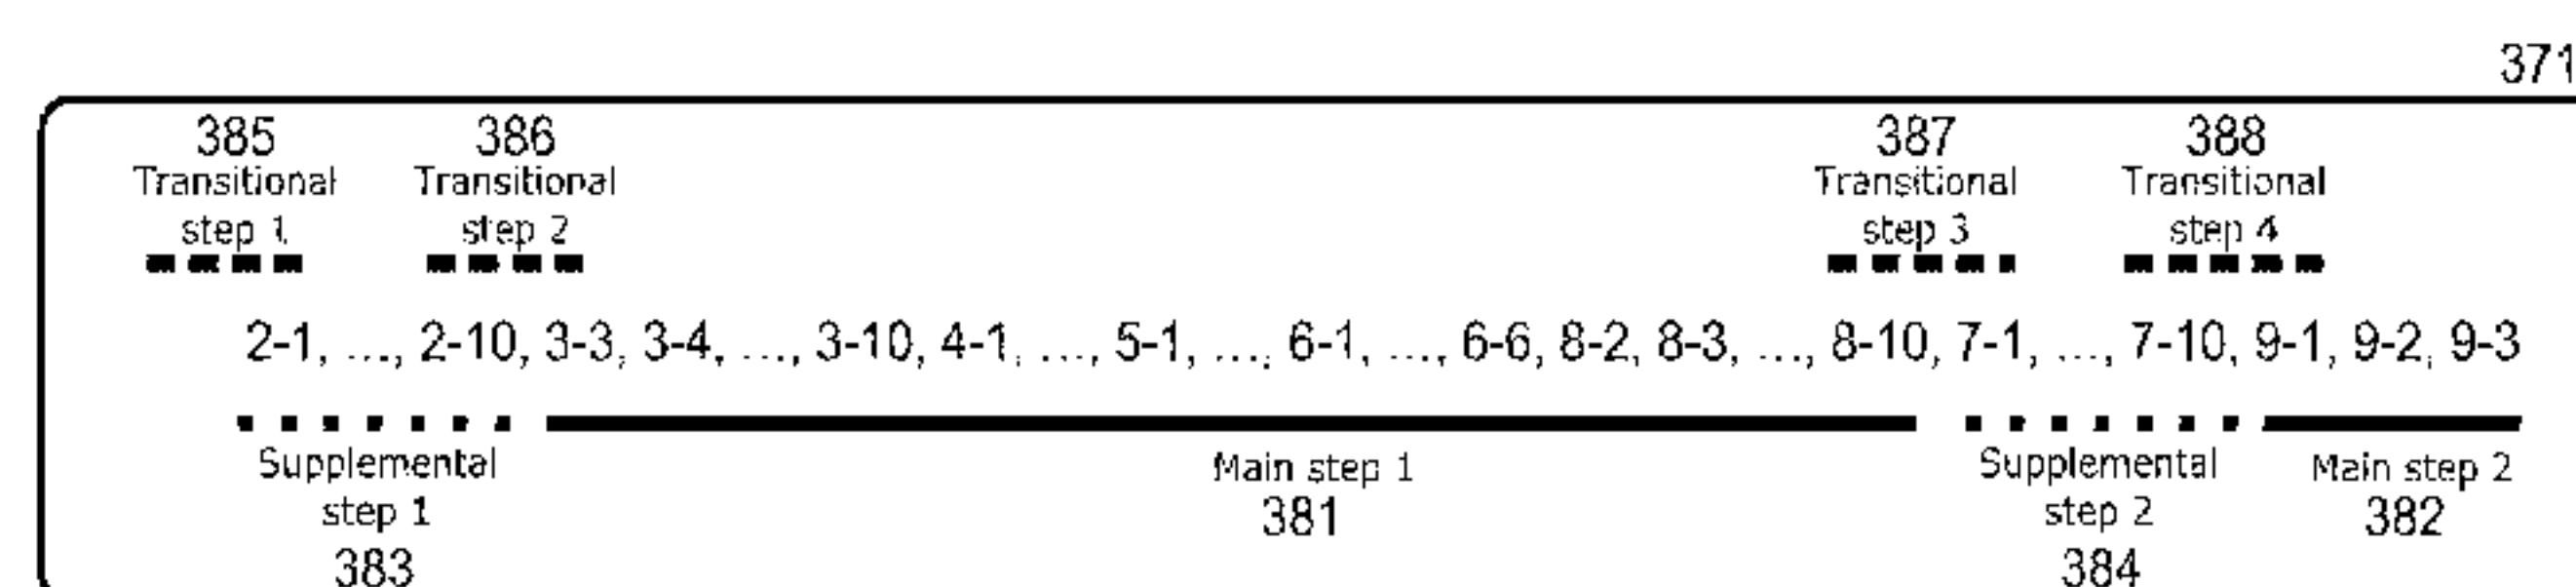 371
385 386 387 388
Transitional Transitional Transitional Transitional
step 1 step 2 step 3 step 4
2-1, ..., 2-10, 3-3, 3-4, ..., 3-10, 4-1, ..., 5-1, ..., 6-1, ..., 6-6, 8-2, 8-3, ..., 8-10, 7-1, ..., 7-10, 9-1, 9-2, 9-3
Supplemental Main step 1 Supplemental Main step 2
step 1 381 step 2 382
383 384